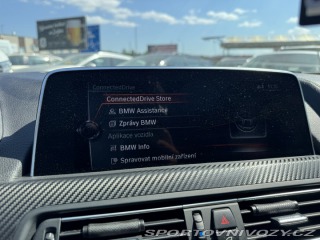 ConnectedDrive
ConnectedDrive Store
BMW Assistance
Zprávy BMW
Aplikace vozidla
BMW Info
Spravovat mobilní zařízení
SPORTOVNIVOZY.CZ